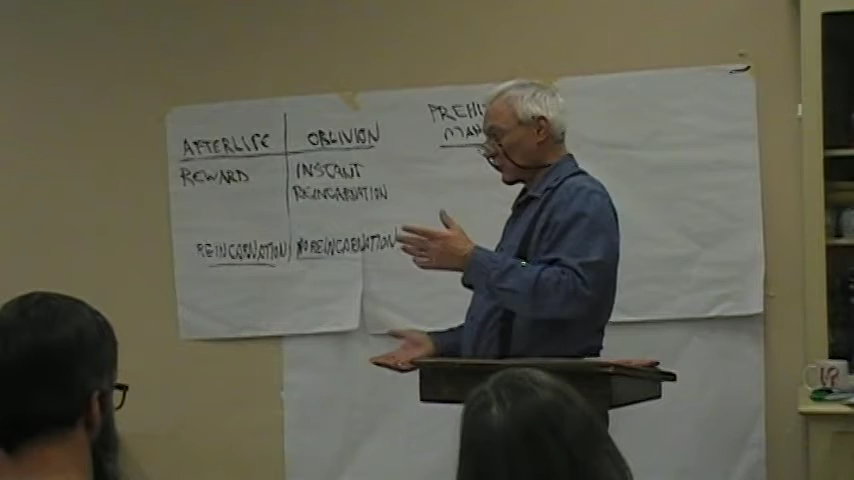 AFTERLIFE
OBLIVION
REWARD
INSTANT
REINCARNATION
REINCARNATION
NO REINCARNATION